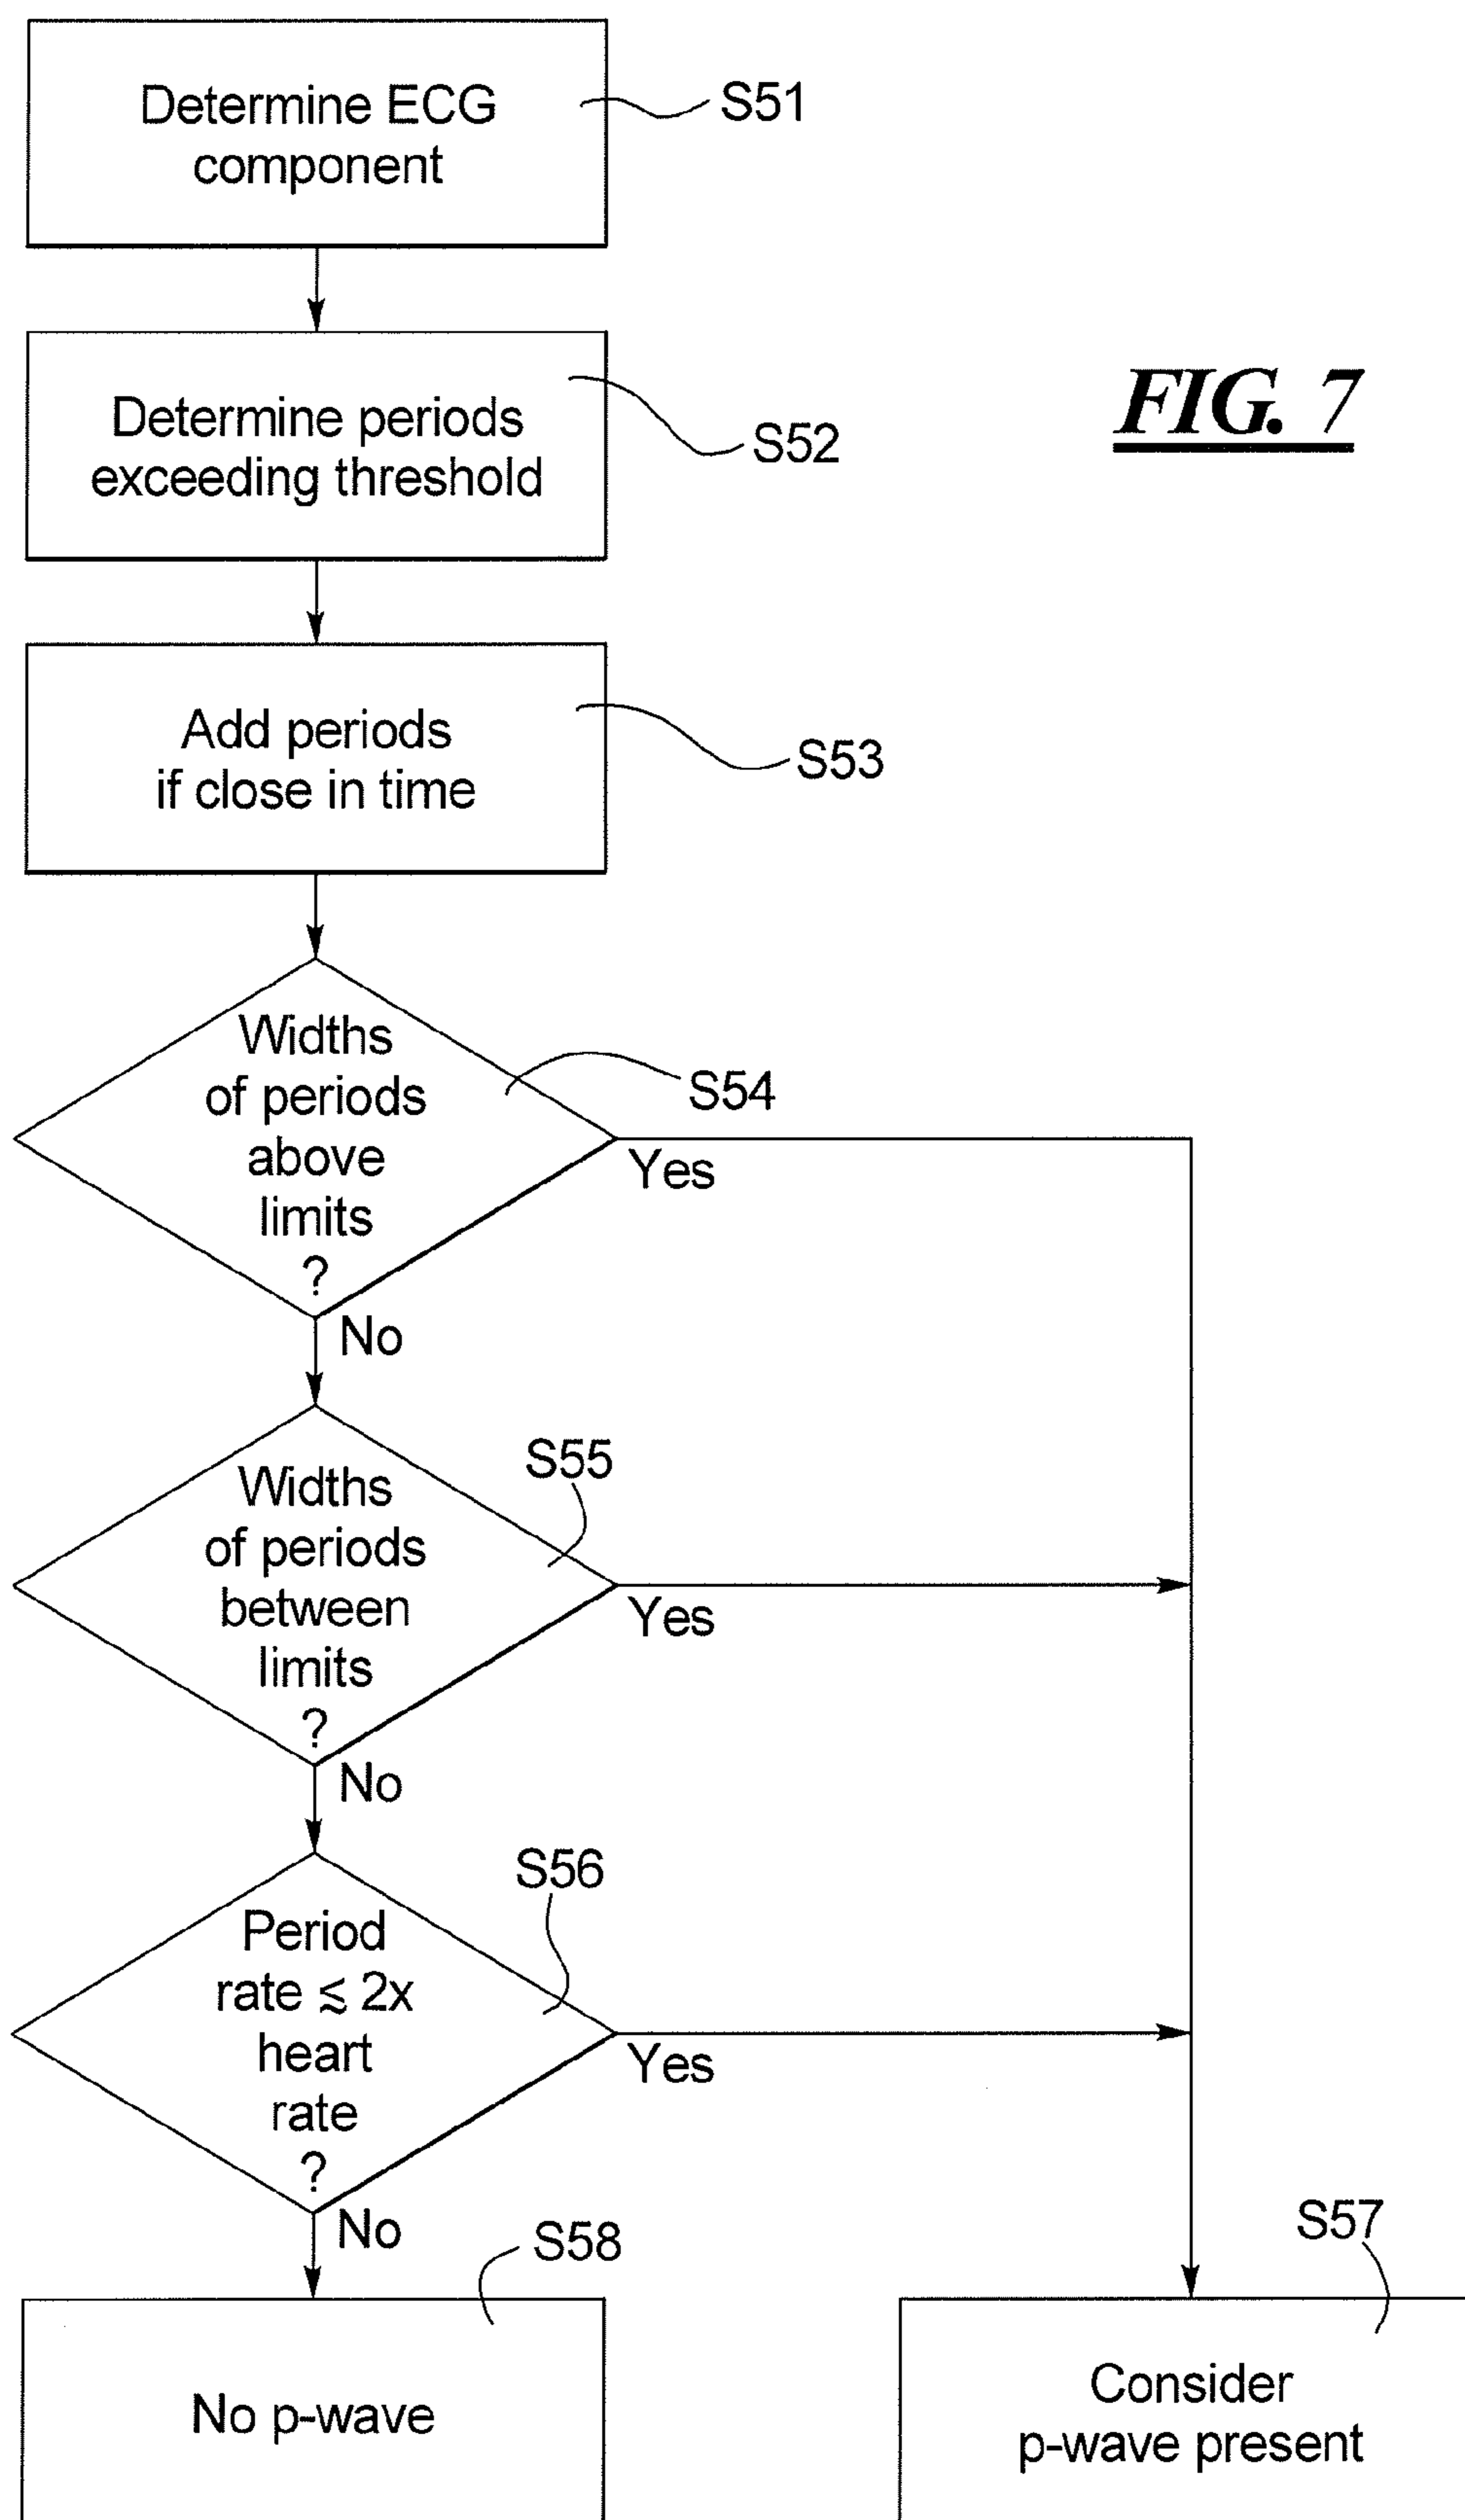 Determine ECG
component
S51
Determine periods
exceeding threshold
S52
FIG. 7
Add periods
if close in time
S53
Widths
of periods
above
limits
?
S54
Yes
No
Widths
of periods
between
limits
?
S55
Yes
No
Period
rate ≲ 2x
heart
rate
?
S56
Yes
No
S58
No p-wave
S57
Consider
p-wave present